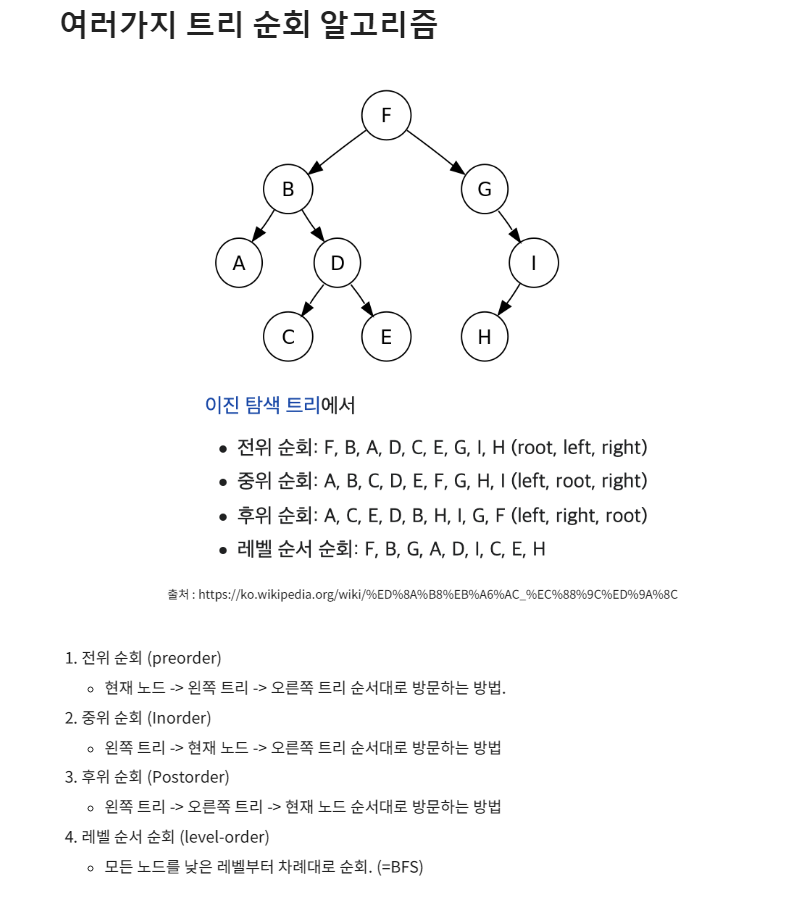 여러가지 트리 순회 알고리즘
F
B
G
A
D
I
C
E
H
이진 탐색 트리에서
• 전위 순회: F, B, A, D, C, E, G, I, H (root, left, right)
• 중위 순회: A, B, C, D, E, F, G, H, I (left, root, right)
• 후위 순회: A, C, E, D, B, H, I, G, F (left, right, root)
• 레벨 순서 순회: F, B, G, A, D, I, C, E, H
출처 : https://ko.wikipedia.org/wiki/%ED%8A%B8%EB%A6%AC_%EC%88%9C%ED%9A%8C
1. 전위 순회 (preorder)
◦ 현재 노드 -> 왼쪽 트리 -> 오른쪽 트리 순서대로 방문하는 방법.
2. 중위 순회 (Inorder)
◦ 왼쪽 트리 -> 현재 노드 -> 오른쪽 트리 순서대로 방문하는 방법
3. 후위 순회 (Postorder)
◦ 왼쪽 트리 -> 오른쪽 트리 -> 현재 노드 순서대로 방문하는 방법
4. 레벨 순서 순회 (level-order)
◦ 모든 노드를 낮은 레벨부터 차례대로 순회. (=BFS)